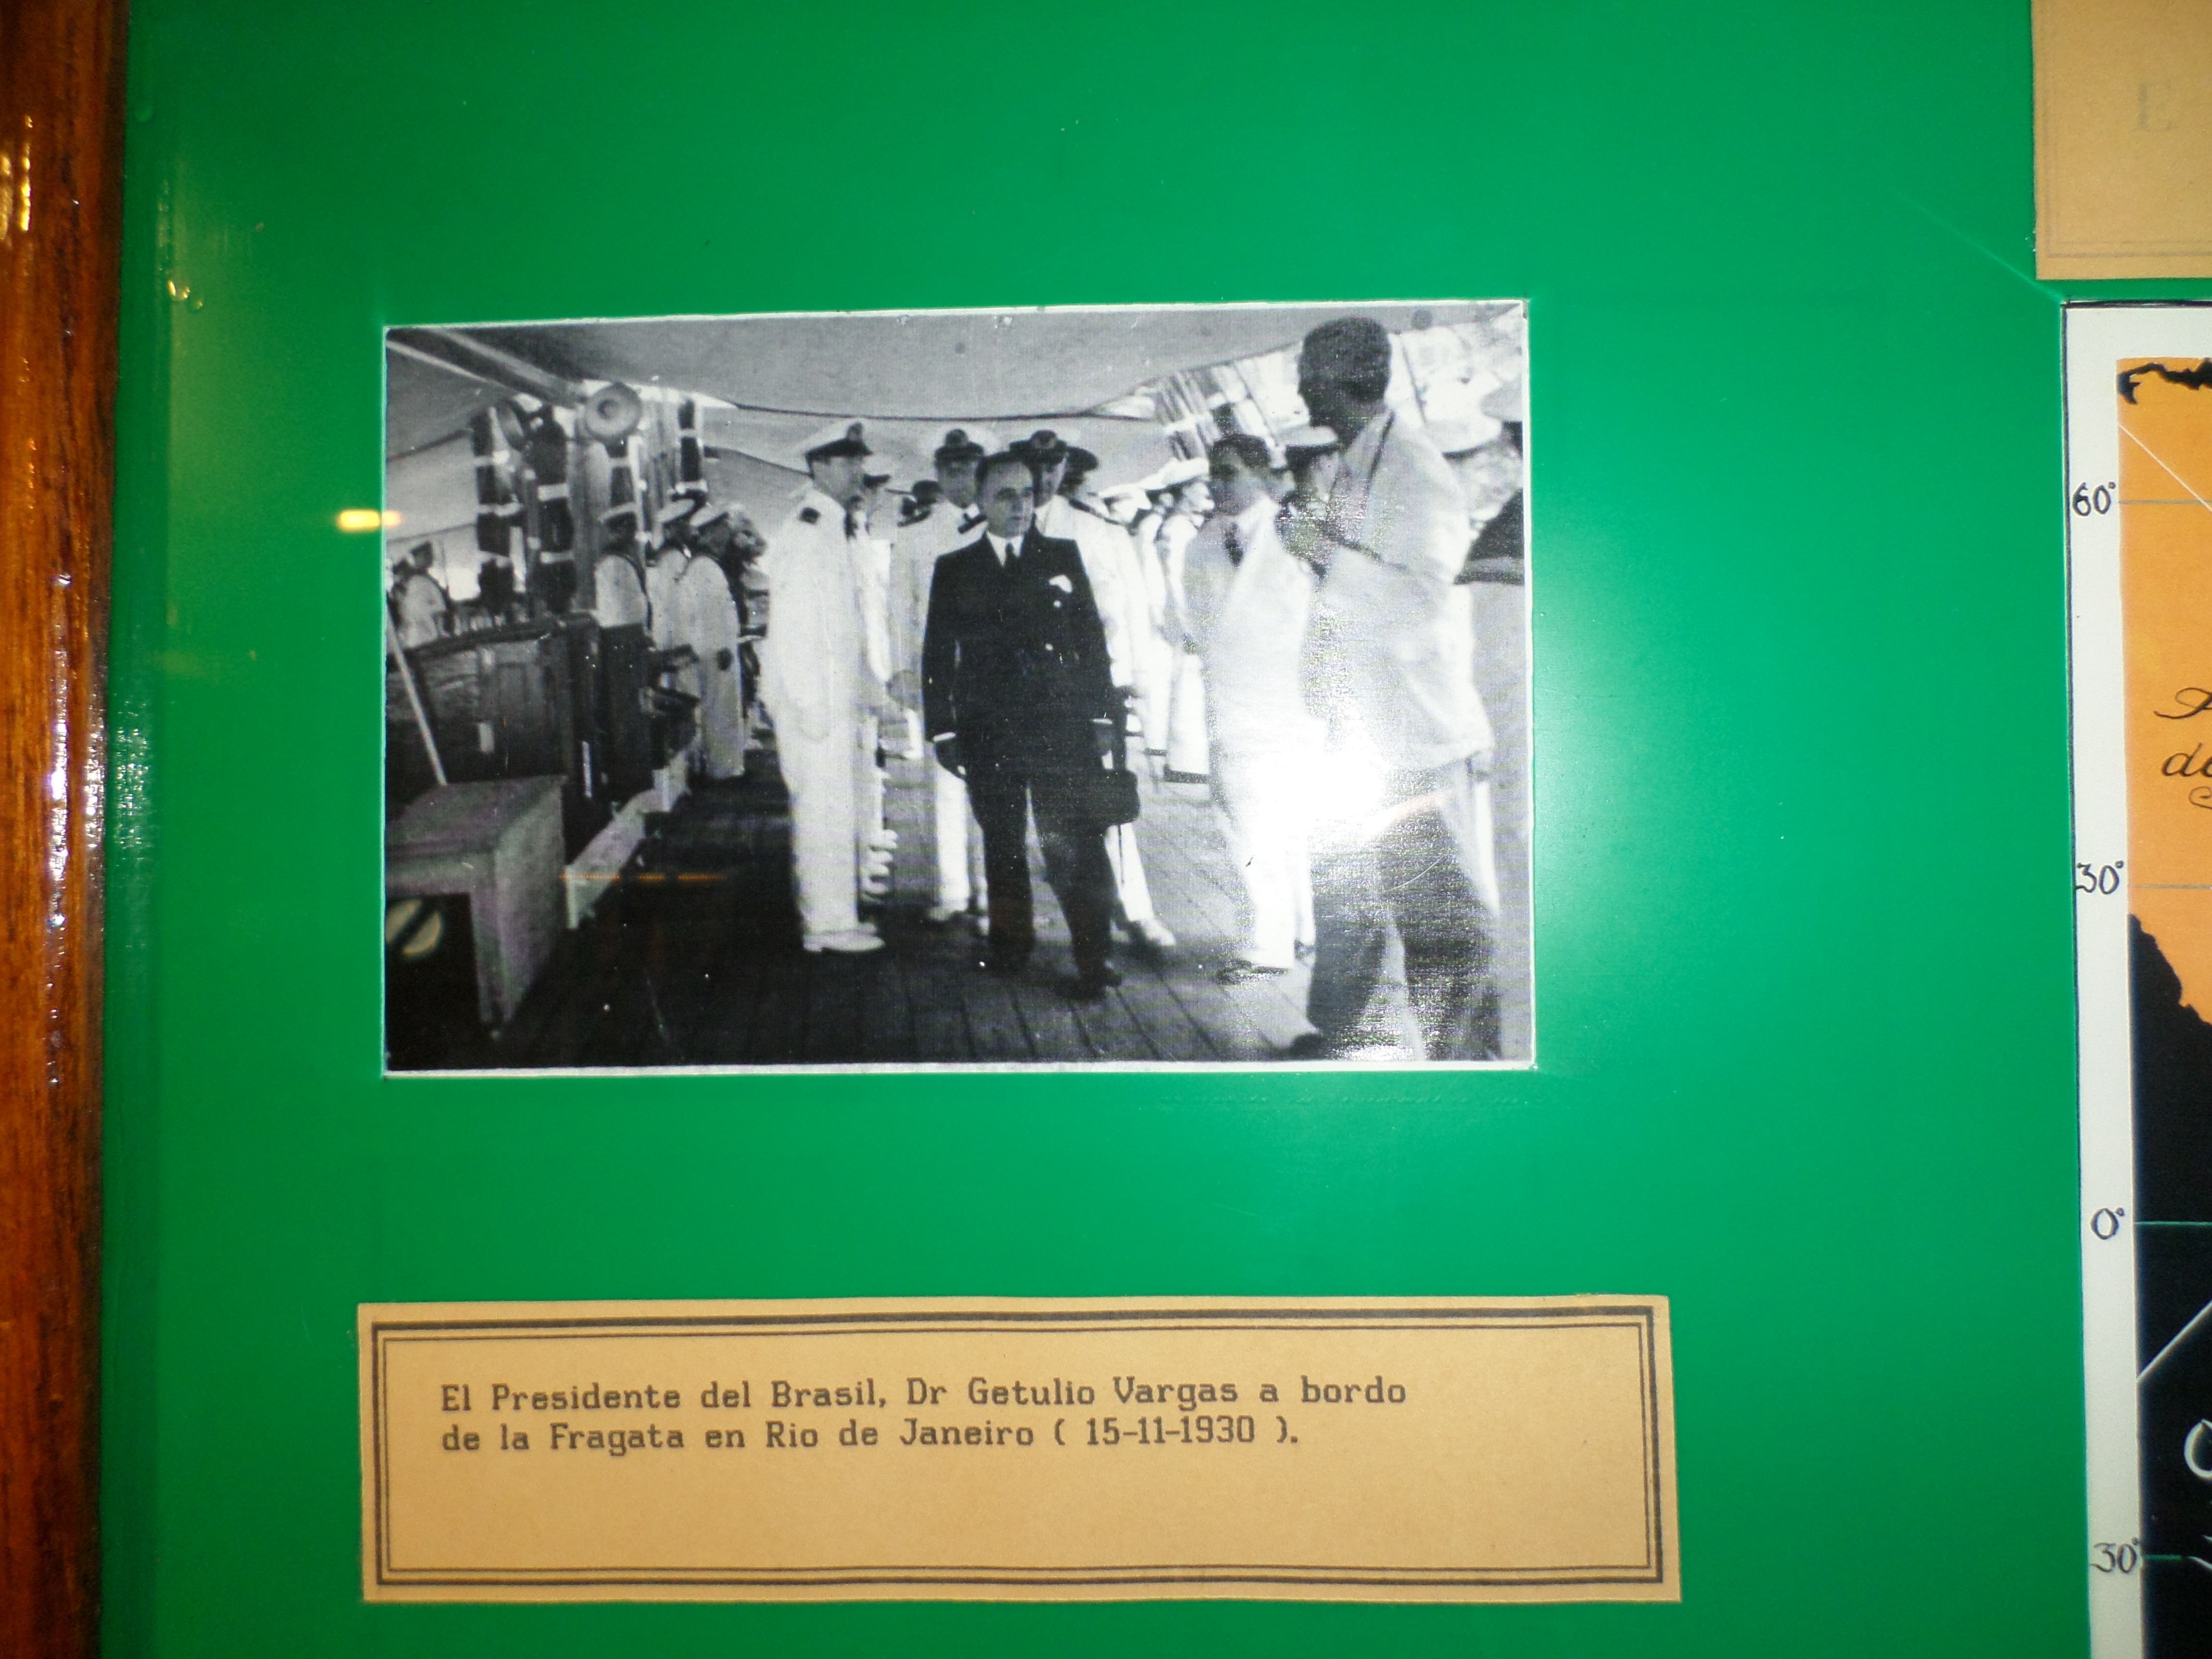 El Presidente del Brasil, Dr Getulio Vargas a bordo
de la Fragata en Rio de Janeiro ( 15-11-1930 ).
60°
30°
0°
30°